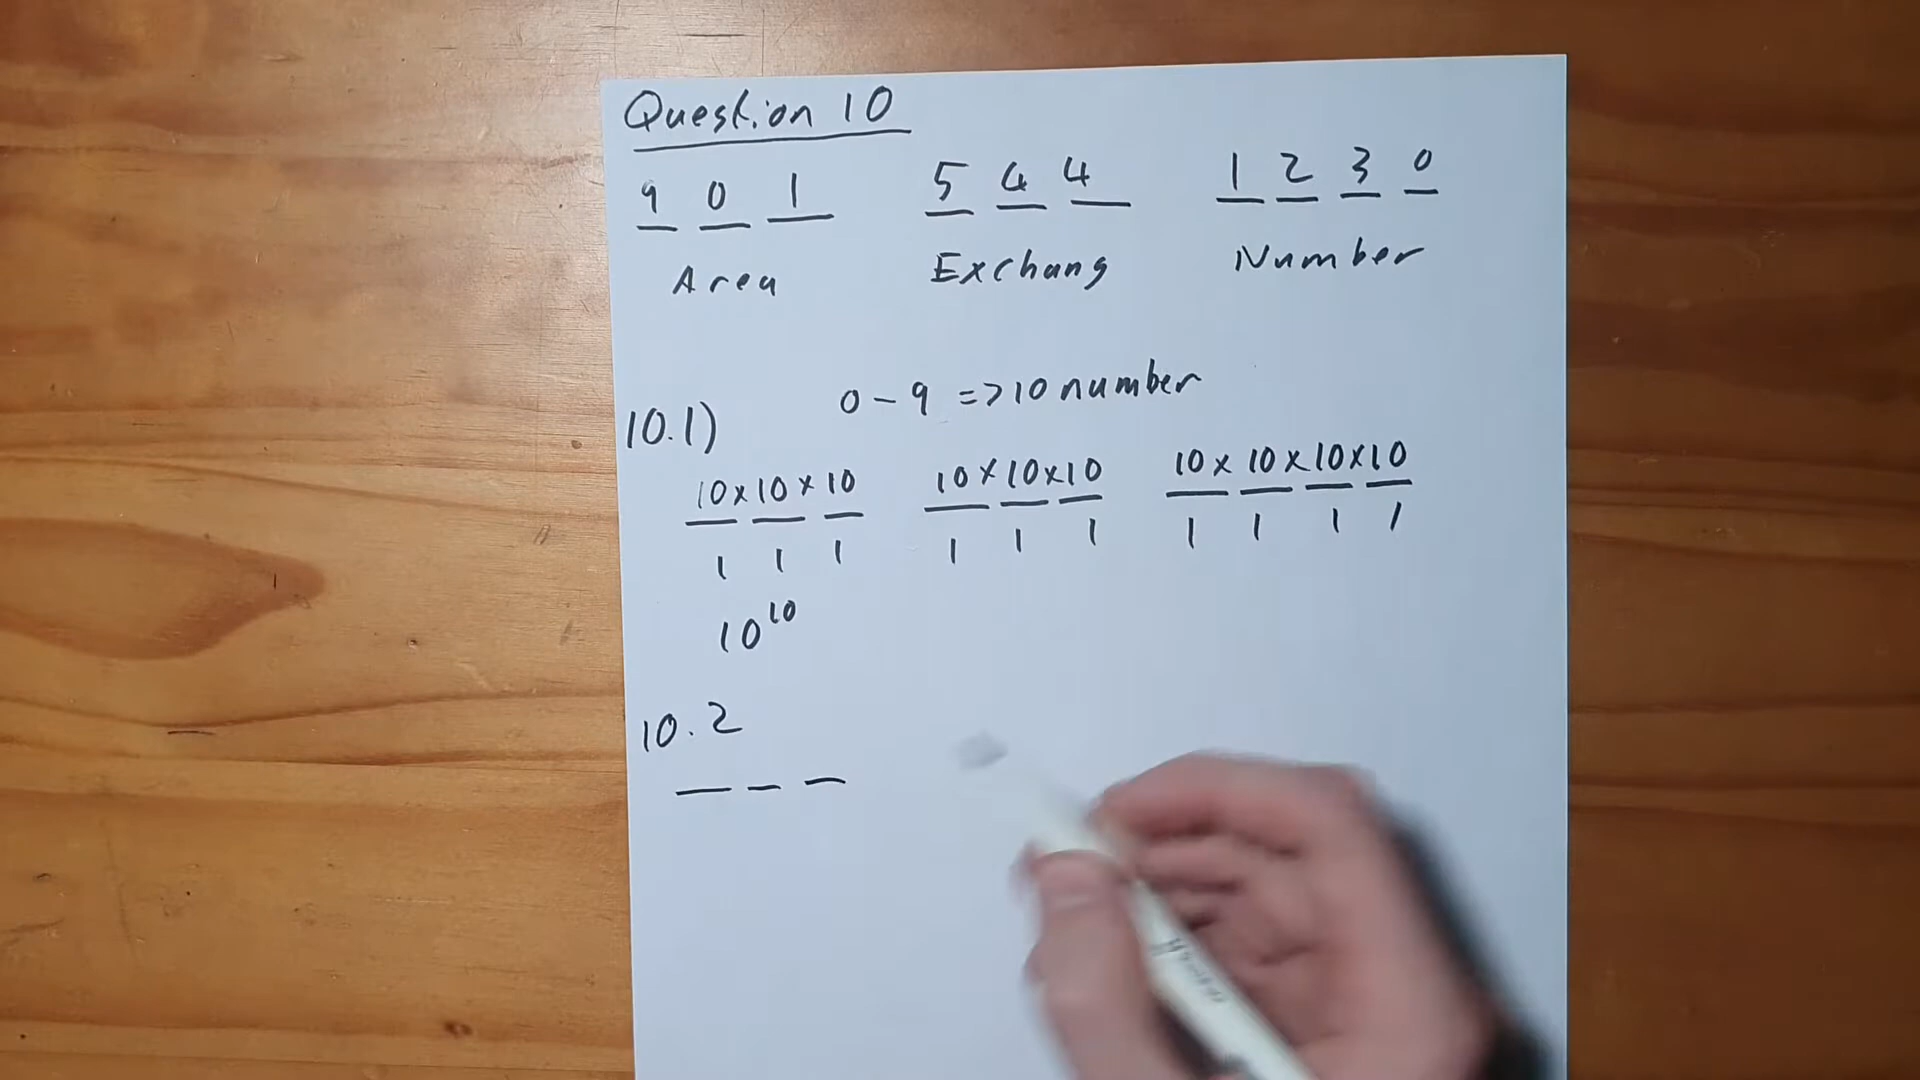 Question 10
9 0 1 5 4 4 1 2 3 0
Area Exchang Number
0 - 9 => 10 number
10.1)
10 x 10 x 10 10 x 10 x 10 10 x 10 x 10 x 10
1 1 1 1 1 1 1 1 1 1
10^10
10.2